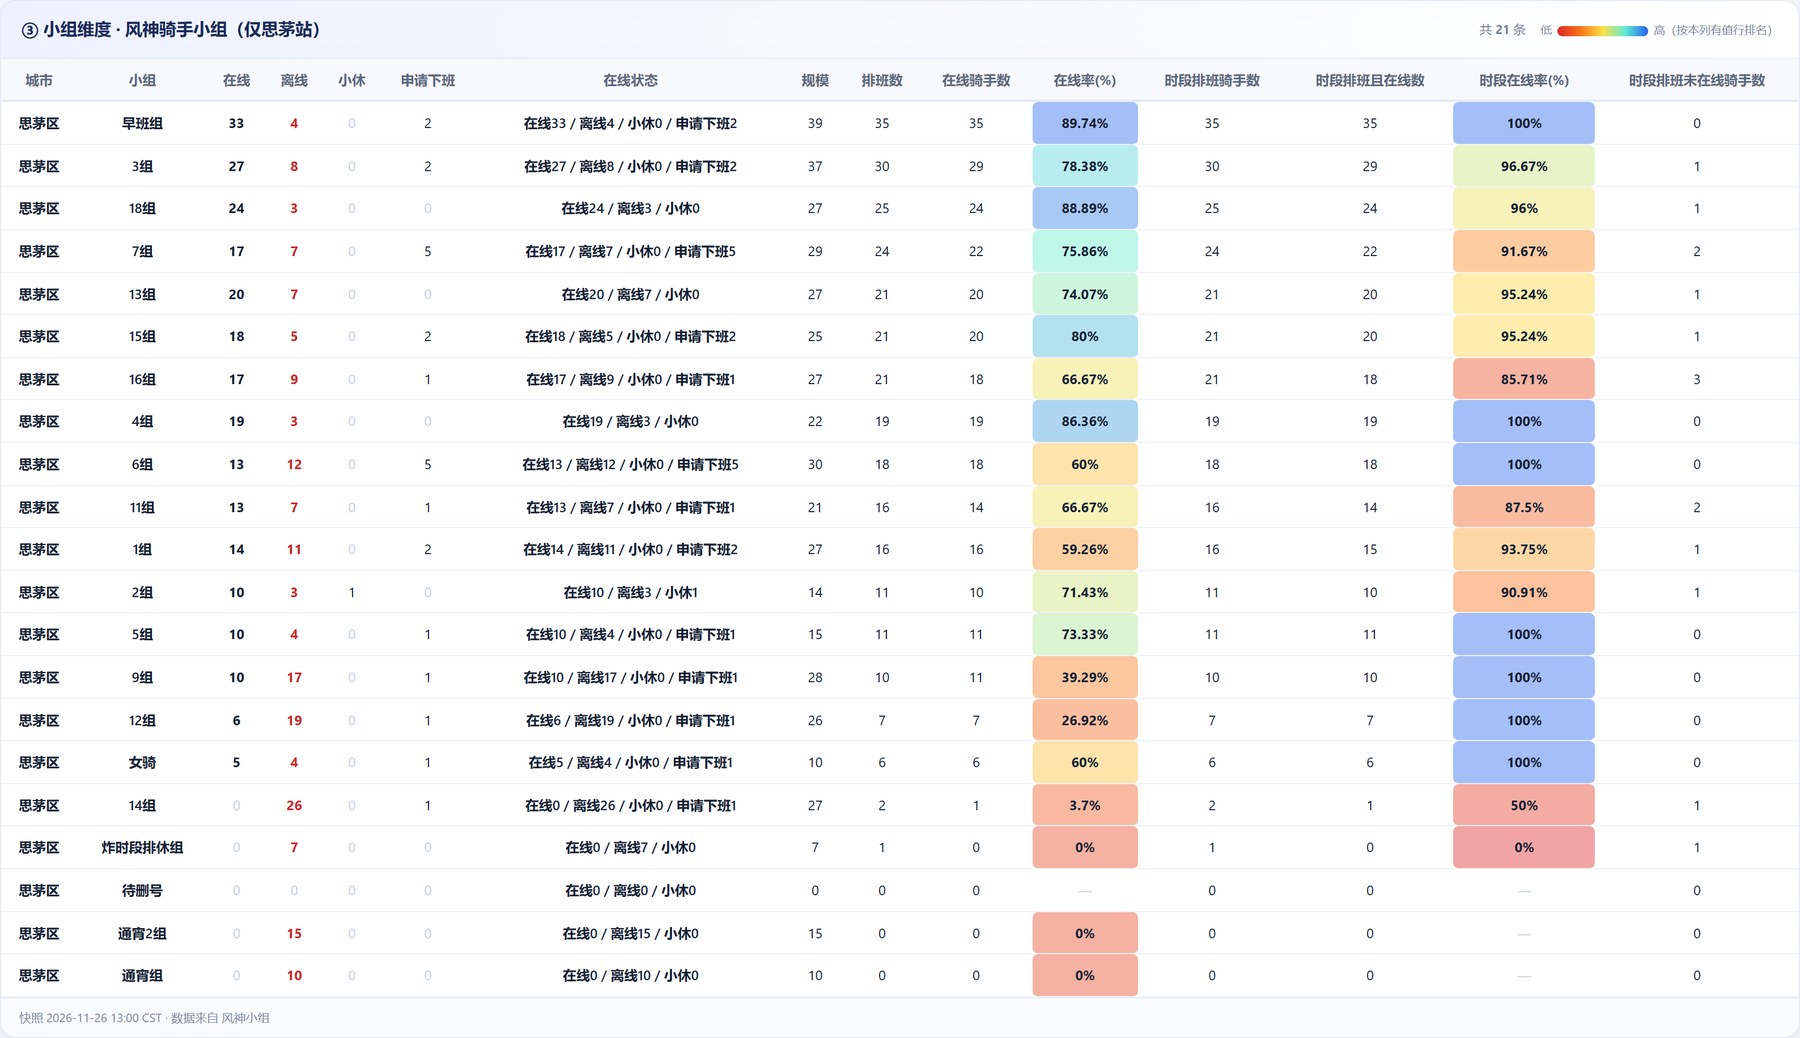 ③ 小组维度 · 风神骑手小组（仅思茅站）
共 21 条 低 高 (按本列有值行排名)
城市 小组 在线 离线 小休 申请下班 在线状态 规模 排班数 在线骑手数 在线率(%) 时段排班骑手数 时段排班且在线数 时段在线率(%) 时段排班未在线骑手数
思茅区 早班组 33 4 0 2 在线33 / 离线4 / 小休0 / 申请下班2 39 35 35 89.74% 35 35 100% 0
思茅区 3组 27 8 0 2 在线27 / 离线8 / 小休0 / 申请下班2 37 30 29 78.38% 30 29 96.67% 1
思茅区 18组 24 3 0 0 在线24 / 离线3 / 小休0 27 25 24 88.89% 25 24 96% 1
思茅区 7组 17 7 0 5 在线17 / 离线7 / 小休0 / 申请下班5 29 24 22 75.86% 24 22 91.67% 2
思茅区 13组 20 7 0 0 在线20 / 离线7 / 小休0 27 21 20 74.07% 21 20 95.24% 1
思茅区 15组 18 5 0 2 在线18 / 离线5 / 小休0 / 申请下班2 25 21 20 80% 21 20 95.24% 1
思茅区 16组 17 9 0 1 在线17 / 离线9 / 小休0 / 申请下班1 27 21 18 66.67% 21 18 85.71% 3
思茅区 4组 19 3 0 0 在线19 / 离线3 / 小休0 22 19 19 86.36% 19 19 100% 0
思茅区 6组 13 12 0 5 在线13 / 离线12 / 小休0 / 申请下班5 30 18 18 60% 18 18 100% 0
思茅区 11组 13 7 0 1 在线13 / 离线7 / 小休0 / 申请下班1 21 16 14 66.67% 16 14 87.5% 2
思茅区 1组 14 11 0 2 在线14 / 离线11 / 小休0 / 申请下班2 27 16 16 59.26% 16 15 93.75% 1
思茅区 2组 10 3 1 0 在线10 / 离线3 / 小休1 14 11 10 71.43% 11 10 90.91% 1
思茅区 5组 10 4 0 1 在线10 / 离线4 / 小休0 / 申请下班1 15 11 11 73.33% 11 11 100% 0
思茅区 9组 10 17 0 1 在线10 / 离线17 / 小休0 / 申请下班1 28 10 11 39.29% 10 10 100% 0
思茅区 12组 6 19 0 1 在线6 / 离线19 / 小休0 / 申请下班1 26 7 7 26.92% 7 7 100% 0
思茅区 女骑 5 4 0 1 在线5 / 离线4 / 小休0 / 申请下班1 10 6 6 60% 6 6 100% 0
思茅区 14组 0 26 0 1 在线0 / 离线26 / 小休0 / 申请下班1 27 2 1 3.7% 2 1 50% 1
思茅区 炸时段排休组 0 7 0 0 在线0 / 离线7 / 小休0 7 1 0 0% 1 0 0% 1
思茅区 待删号 0 0 0 0 在线0 / 离线0 / 小休0 0 0 0 — 0 0 — 0
思茅区 通宵2组 0 15 0 0 在线0 / 离线15 / 小休0 15 0 0 0% 0 0 — 0
思茅区 通宵组 0 10 0 0 在线0 / 离线10 / 小休0 10 0 0 0% 0 0 — 0
快照 2026-11-26 13:00 CST · 数据来自 风神小组